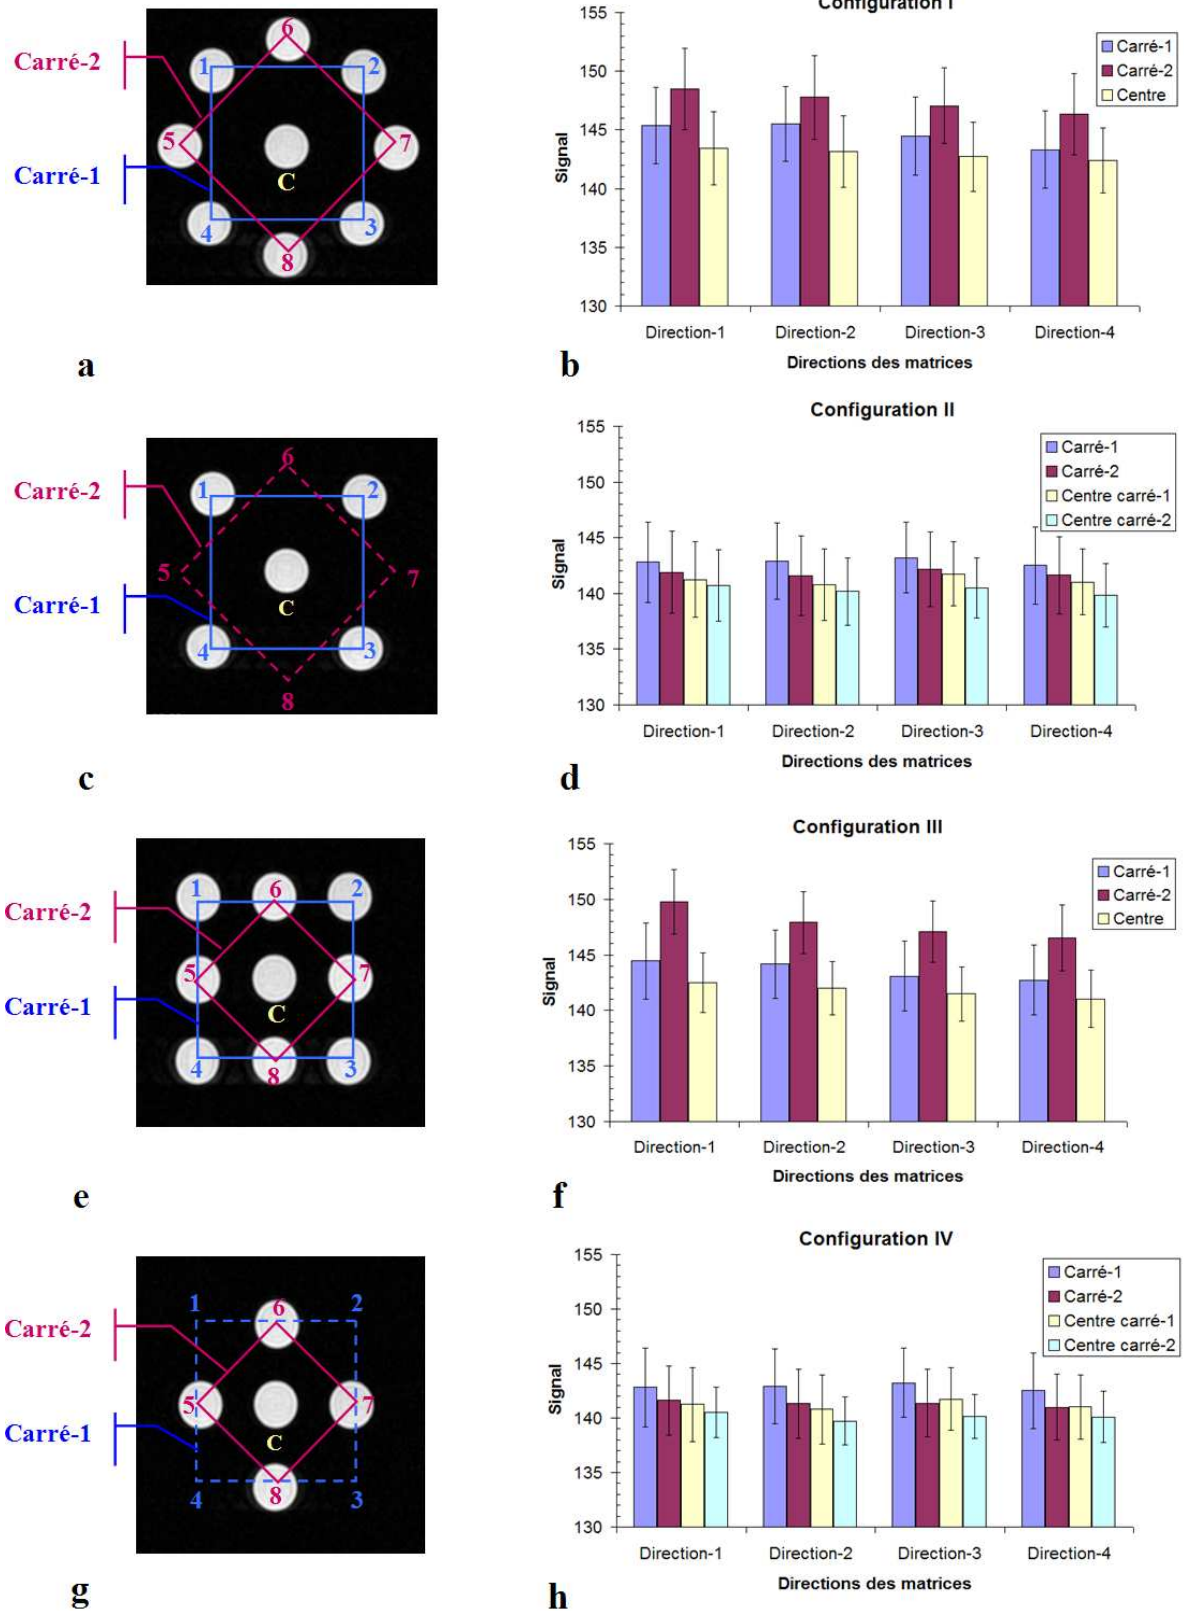 Carré-2
Carré-1
1
6
2
5
7
C
4
3
8
a
Configuration I
155
150
145
140
135
130
Signal
Carré-1
Carré-2
Centre
Direction-1 Direction-2 Direction-3 Direction-4
Directions des matrices
b
Carré-2
Carré-1
6
1
2
5
7
C
4
3
8
c
Configuration II
155
150
145
140
135
130
Signal
Carré-1
Carré-2
Centre carré-1
Centre carré-2
Direction-1 Direction-2 Direction-3 Direction-4
Directions des matrices
d
Carré-2
Carré-1
1
6
2
5
7
C
4
8
3
e
Configuration III
155
150
145
140
135
130
Signal
Carré-1
Carré-2
Centre
Direction-1 Direction-2 Direction-3 Direction-4
Directions des matrices
f
Carré-2
Carré-1
1
6
2
5
7
C
4
8
3
g
Configuration IV
155
150
145
140
135
130
Signal
Carré-1
Carré-2
Centre carré-1
Centre carré-2
Direction-1 Direction-2 Direction-3 Direction-4
Directions des matrices
h